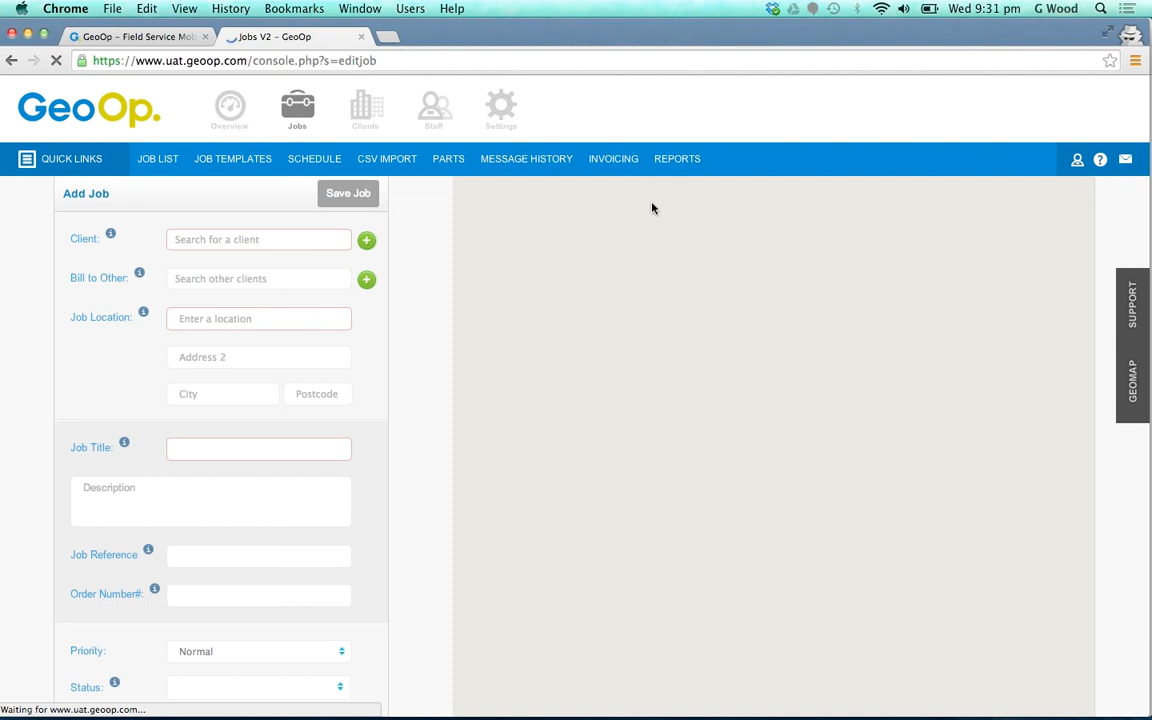 Chrome File Edit View History Bookmarks Window Users Help Wed 9:31 pm G Wood
GeoOp – Field Service Mob Jobs V2 – GeoOp
https://www.uat.geoop.com/console.php?s=editjob
GeoOp. Overview Jobs Clients Staff Settings
QUICK LINKS JOB LIST JOB TEMPLATES SCHEDULE CSV IMPORT PARTS MESSAGE HISTORY INVOICING REPORTS
Add Job Save Job
Client: Search for a client
Bill to Other: Search other clients
Job Location: Enter a location
Address 2
City Postcode
Job Title:
Description
Job Reference
Order Number#:
Priority: Normal
Status:
Waiting for www.uat.geoop.com...
SUPPORT
GEOMAP